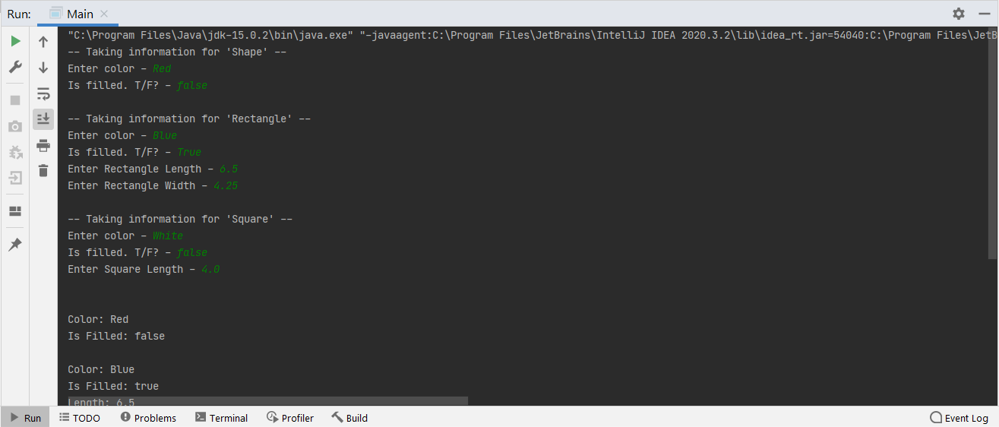 Run: Main
"C:\Program Files\Java\jdk-15.0.2\bin\java.exe" "-javaagent:C:\Program Files\JetBrains\IntelliJ IDEA 2020.3.2\lib\idea_rt.jar=54040:C:\Program Files\JetB
-- Taking information for 'Shape' --
Enter color - Red
Is filled. T/F? - false
-- Taking information for 'Rectangle' --
Enter color - Blue
Is filled. T/F? - True
Enter Rectangle Length - 6.5
Enter Rectangle Width - 4.25
-- Taking information for 'Square' --
Enter color - White
Is filled. T/F? - false
Enter Square Length - 4.0
Color: Red
Is Filled: false
Color: Blue
Is Filled: true
Length: 6.5
Run TODO Problems Terminal Profiler Build Event Log